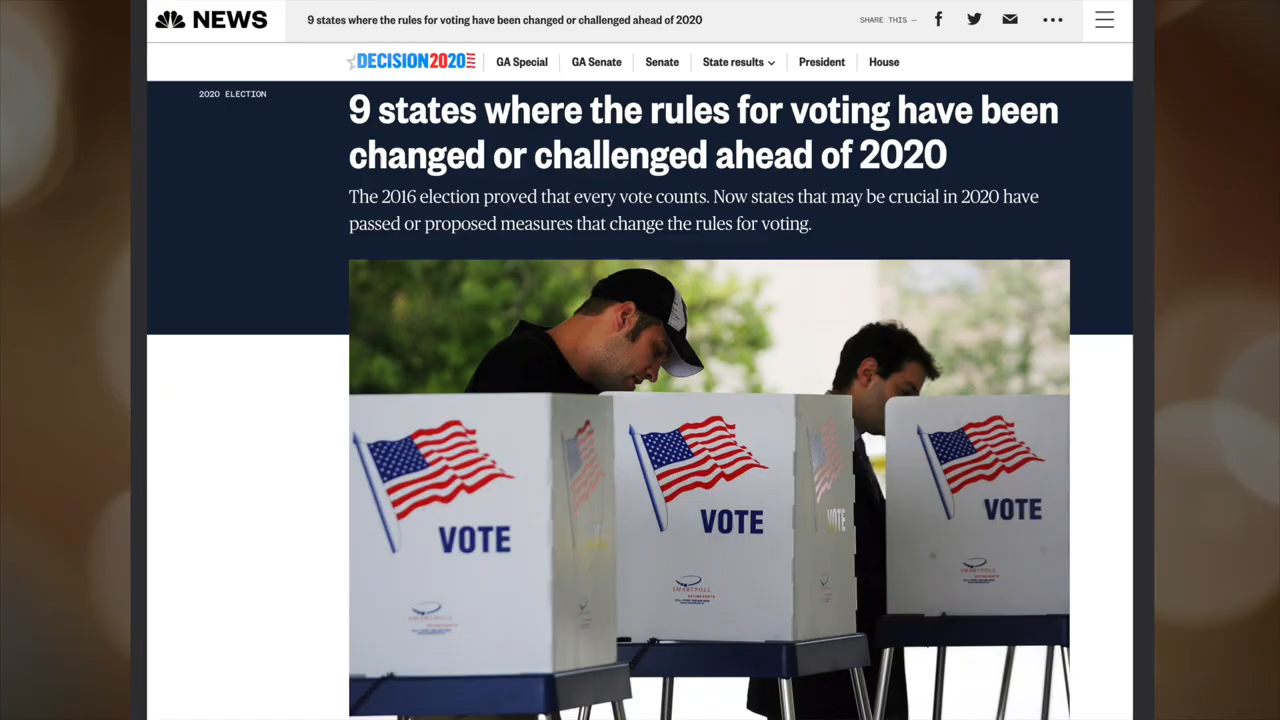 NEWS
9 states where the rules for voting have been changed or challenged ahead of 2020
SHARE THIS —
DECISION2020
GA Special
GA Senate
Senate
State results
President
House
2020 ELECTION
9 states where the rules for voting have been
changed or challenged ahead of 2020
The 2016 election proved that every vote counts. Now states that may be crucial in 2020 have
passed or proposed measures that change the rules for voting.
VOTE
VOTE
VOTE
VOTE
SMARTPOLL